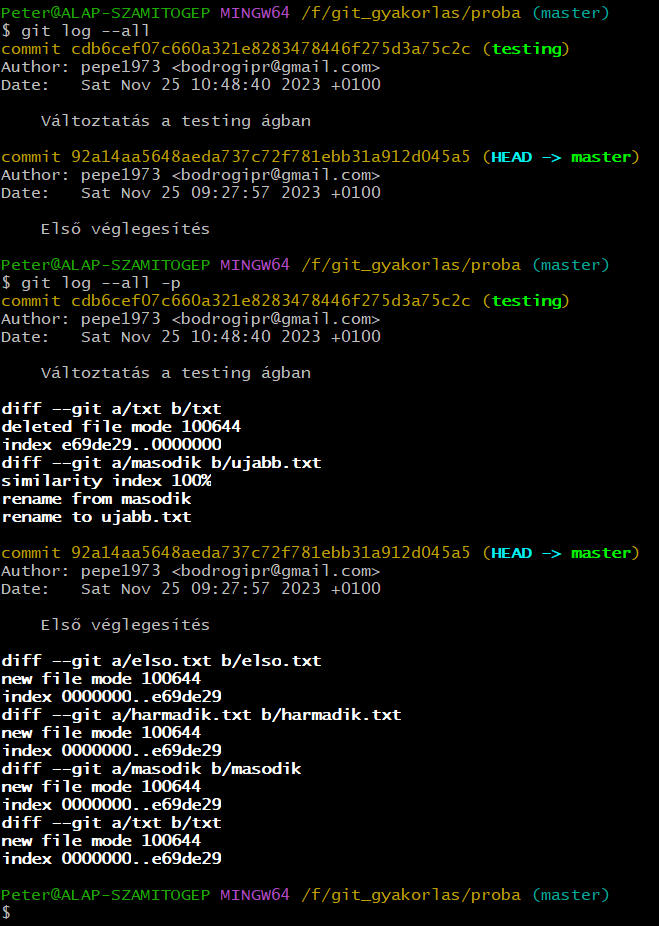 Peter@ALAP-SZAMITOGEP MINGW64 /f/git_gyakorlas/proba (master)
$ git log --all
commit cdb6cef07c660a321e8283478446f275d3a75c2c (testing)
Author: pepe1973 <bodrogipr@gmail.com>
Date:   Sat Nov 25 10:48:40 2023 +0100
    Változtatás a testing ágban
commit 92a14aa5648aeda737c72f781ebb31a912d045a5 (HEAD -> master)
Author: pepe1973 <bodrogipr@gmail.com>
Date:   Sat Nov 25 09:27:57 2023 +0100
    Első véglegesítés
Peter@ALAP-SZAMITOGEP MINGW64 /f/git_gyakorlas/proba (master)
$ git log --all -p
commit cdb6cef07c660a321e8283478446f275d3a75c2c (testing)
Author: pepe1973 <bodrogipr@gmail.com>
Date:   Sat Nov 25 10:48:40 2023 +0100
    Változtatás a testing ágban
diff --git a/txt b/txt
deleted file mode 100644
index e69de29..0000000
diff --git a/masodik b/ujabb.txt
similarity index 100%
rename from masodik
rename to ujabb.txt
commit 92a14aa5648aeda737c72f781ebb31a912d045a5 (HEAD -> master)
Author: pepe1973 <bodrogipr@gmail.com>
Date:   Sat Nov 25 09:27:57 2023 +0100
    Első véglegesítés
diff --git a/elso.txt b/elso.txt
new file mode 100644
index 0000000..e69de29
diff --git a/harmadik.txt b/harmadik.txt
new file mode 100644
index 0000000..e69de29
diff --git a/masodik b/masodik
new file mode 100644
index 0000000..e69de29
diff --git a/txt b/txt
new file mode 100644
index 0000000..e69de29
Peter@ALAP-SZAMITOGEP MINGW64 /f/git_gyakorlas/proba (master)
$